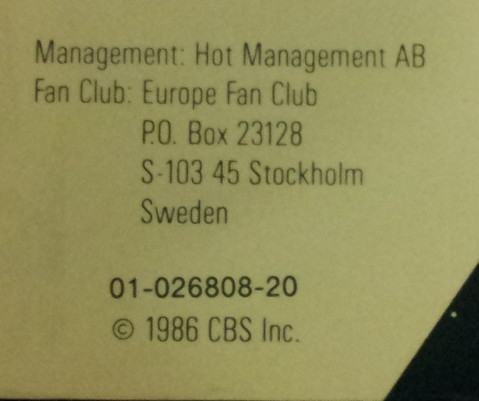 Management: Hot Management AB
Fan Club: Europe Fan Club
P.O. Box 23128
S-103 45 Stockholm
Sweden
01-026808-20
© 1986 CBS Inc.